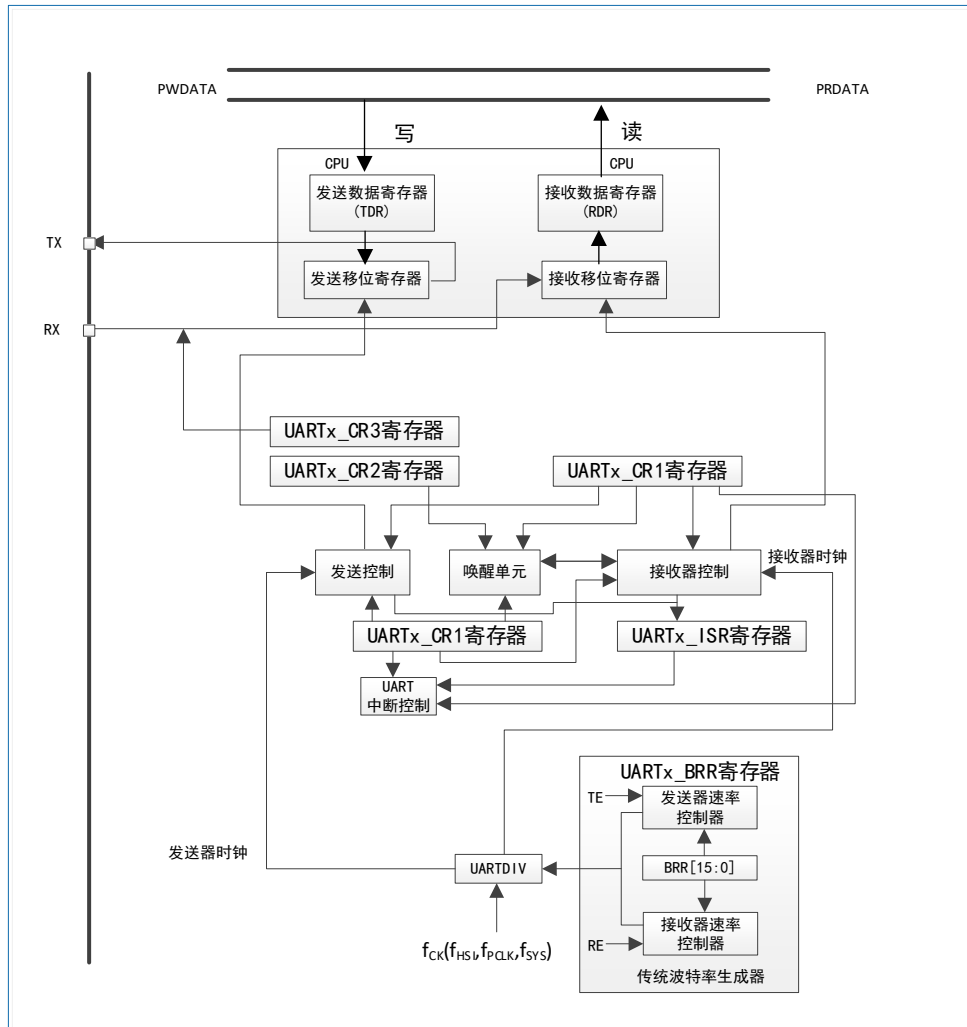 PWDATA
PRDATA
写
读
CPU
CPU
发送数据寄存器
(TDR)
接收数据寄存器
(RDR)
TX
发送移位寄存器
接收移位寄存器
RX
UARTx_CR3寄存器
UARTx_CR2寄存器
UARTx_CR1寄存器
接收器时钟
发送控制
唤醒单元
接收器控制
UARTx_CR1寄存器
UARTx_ISR寄存器
UART
中断控制
UARTx_BRR寄存器
TE
发送器速率
控制器
发送器时钟
UARTDIV
BRR[15:0]
接收器速率
控制器
RE
fCK(fHSI,fPCLK,fSYS)
传统波特率生成器